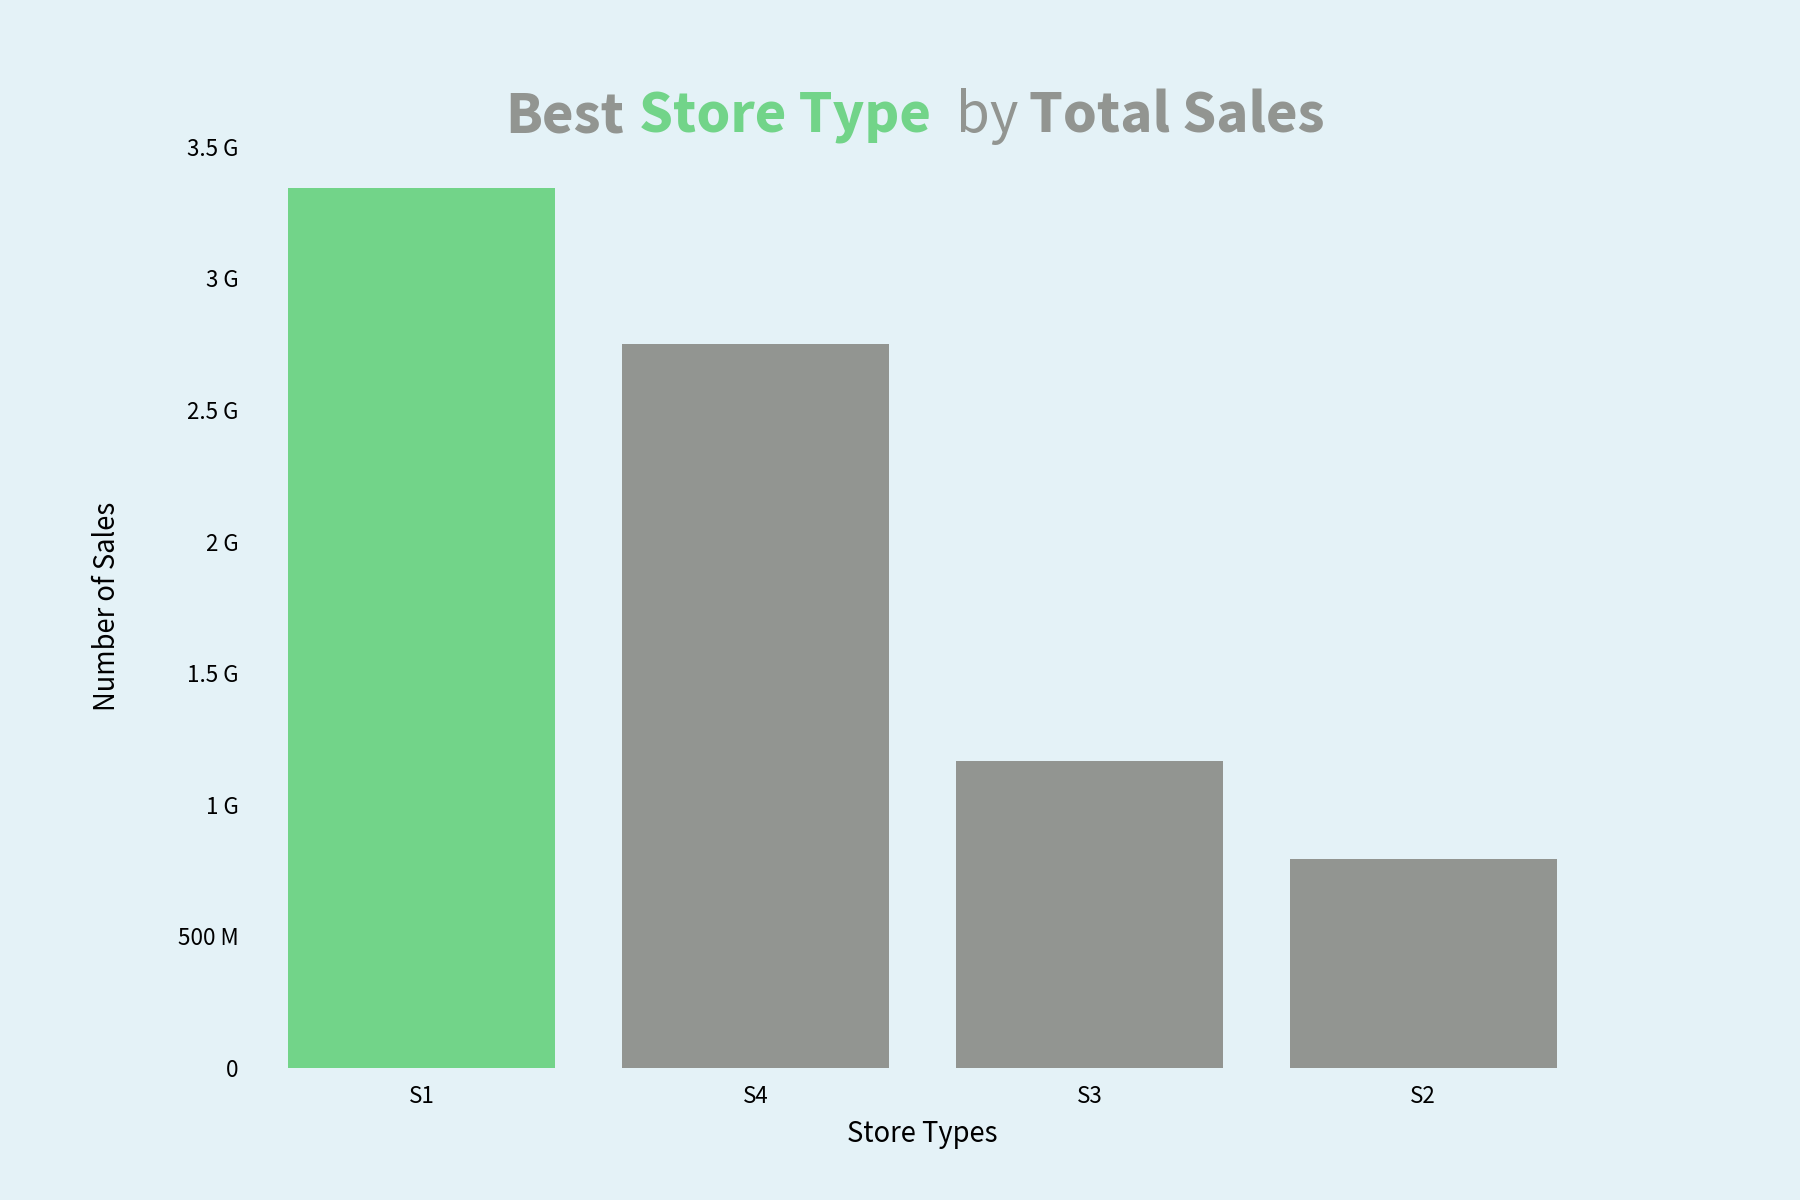 Best Store Type by Total Sales
3.5 G
3 G
2.5 G
2 G
1.5 G
1 G
500 M
0
Number of Sales
S1 S4 S3 S2
Store Types